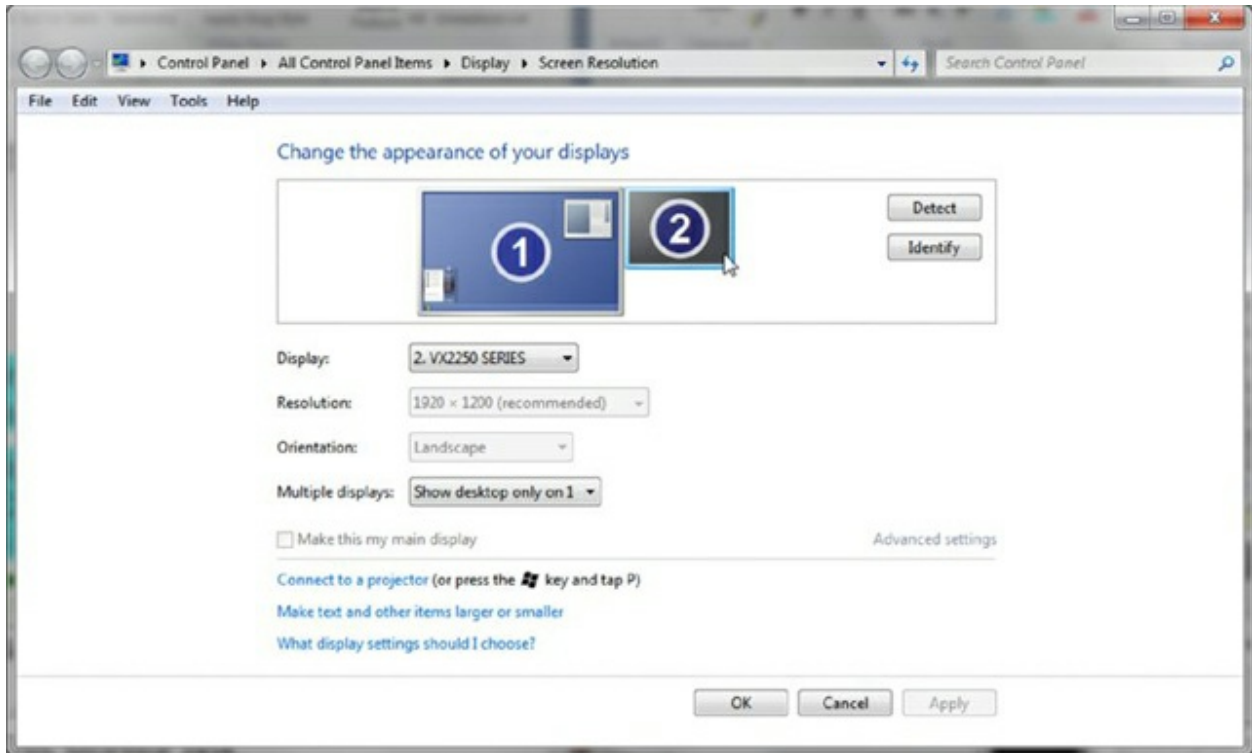 Control Panel ▸ All Control Panel Items ▸ Display ▸ Screen Resolution
Search Control Panel
File Edit View Tools Help
Change the appearance of your displays
1
2
Detect
Identify
Display: 2. VX2250 SERIES
Resolution: 1920 × 1200 (recommended)
Orientation: Landscape
Multiple displays: Show desktop only on 1
Make this my main display
Advanced settings
Connect to a projector (or press the key and tap P)
Make text and other items larger or smaller
What display settings should I choose?
OK Cancel Apply